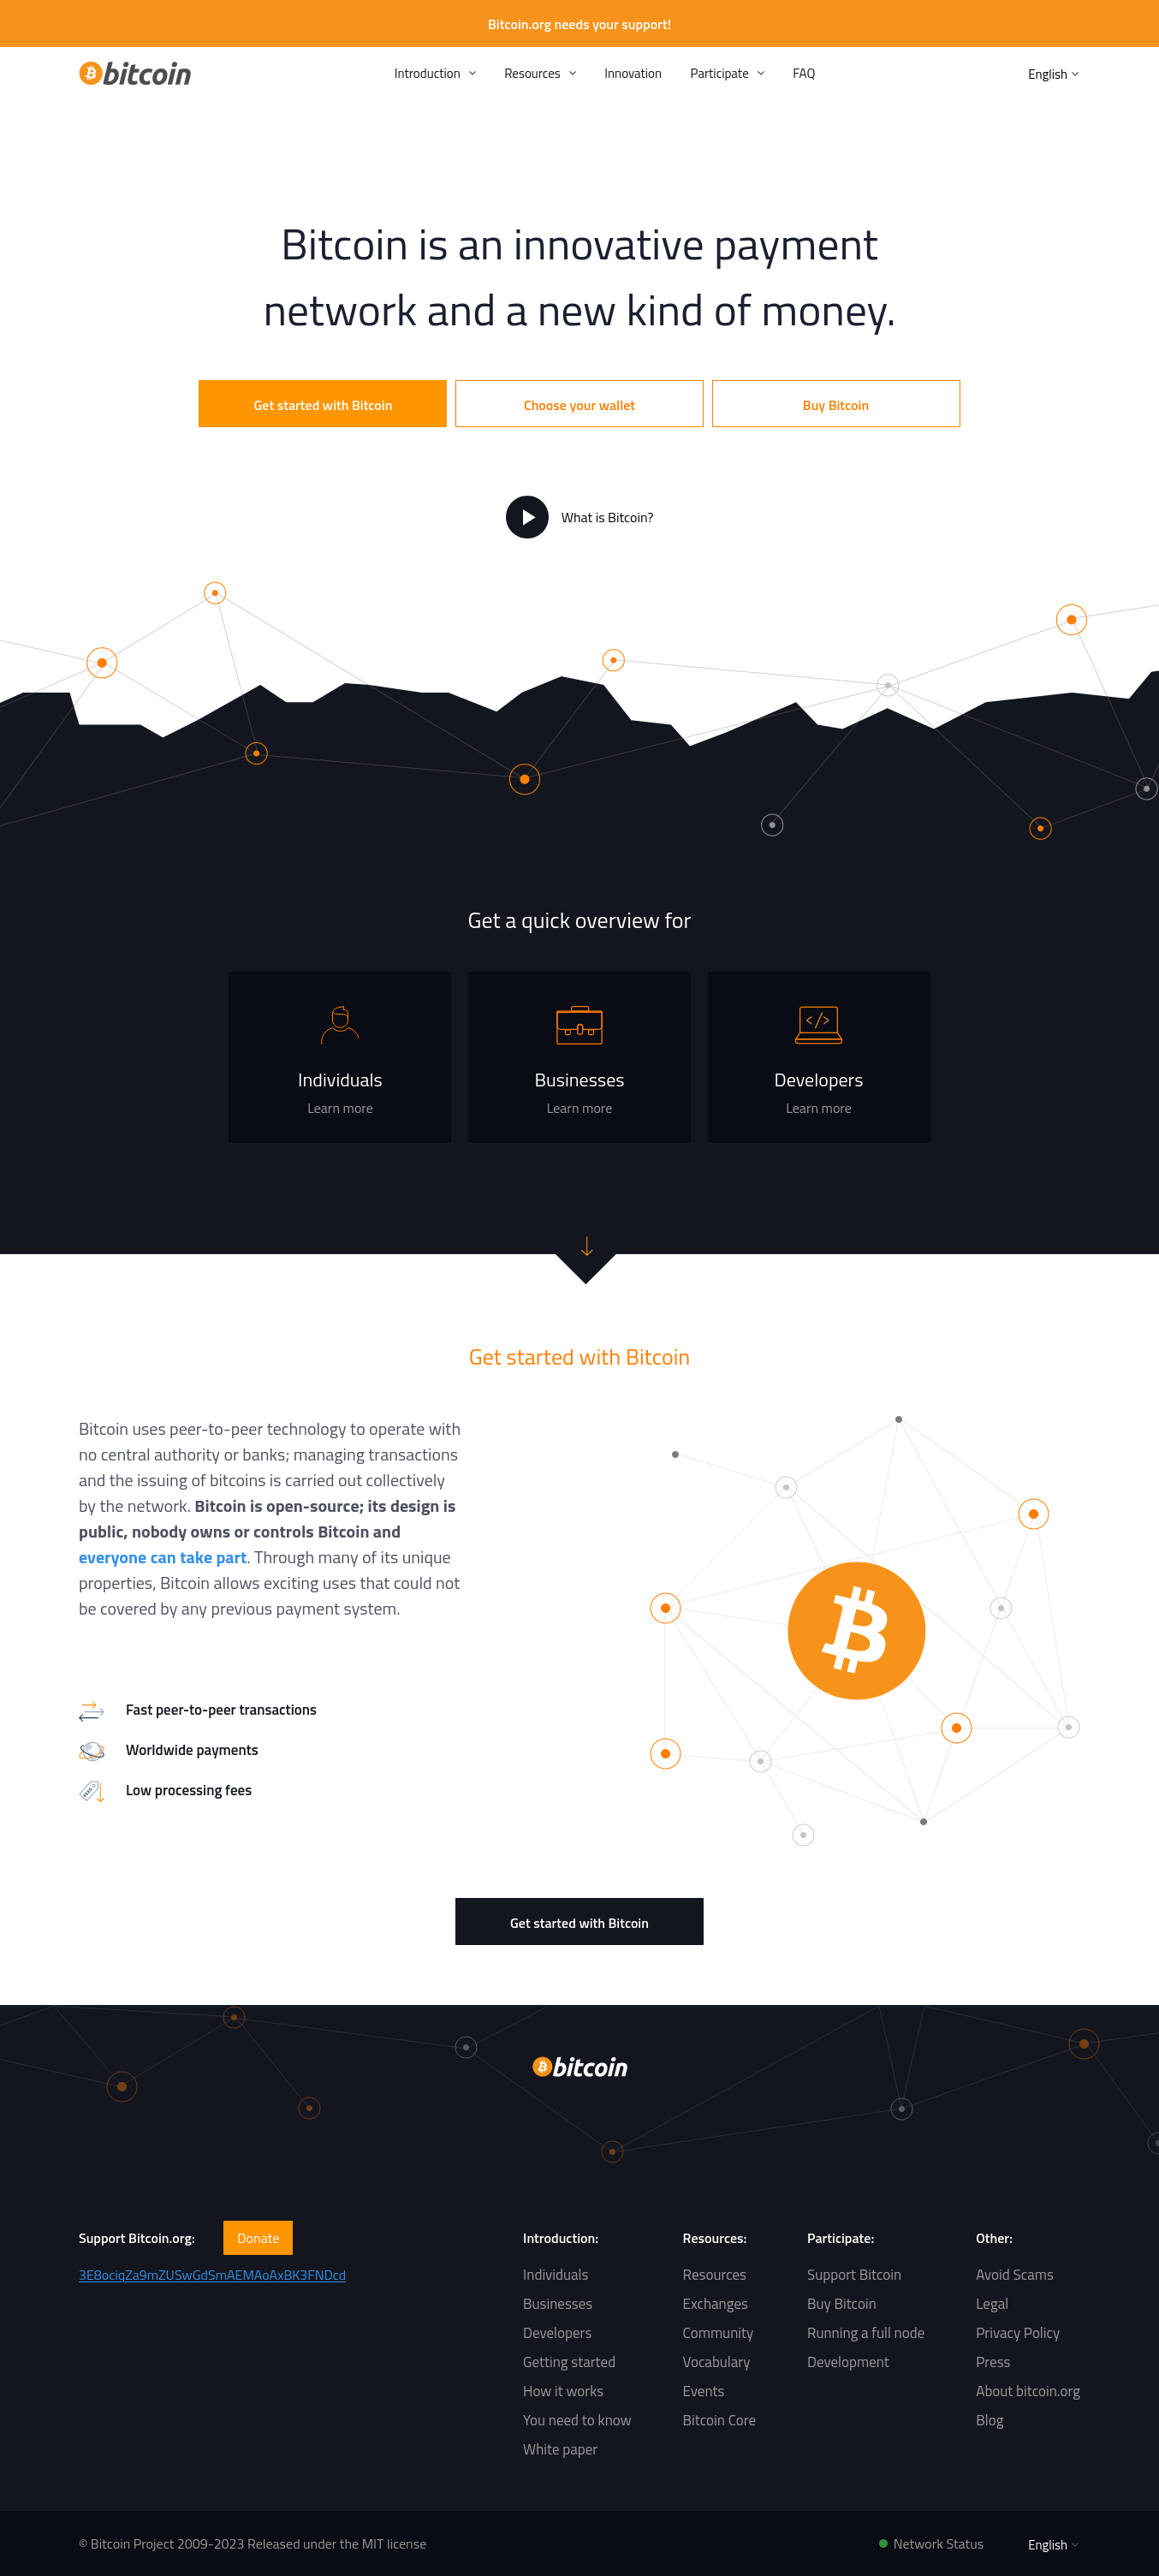 Bitcoin.org needs your support!
bitcoin
Introduction
Resources
Innovation
Participate
FAQ
English
Bitcoin is an innovative payment
network and a new kind of money.
Get started with Bitcoin
Choose your wallet
Buy Bitcoin
What is Bitcoin?
Get a quick overview for
Individuals
Learn more
Businesses
Learn more
Developers
Learn more
Get started with Bitcoin
Bitcoin uses peer-to-peer technology to operate with
no central authority or banks; managing transactions
and the issuing of bitcoins is carried out collectively
by the network. Bitcoin is open-source; its design is
public, nobody owns or controls Bitcoin and
everyone can take part. Through many of its unique
properties, Bitcoin allows exciting uses that could not
be covered by any previous payment system.
Fast peer-to-peer transactions
Worldwide payments
Low processing fees
Get started with Bitcoin
bitcoin
Support Bitcoin.org:
Donate
3E8ociqZa9mZUSwGdSmAEMAoAxBK3FNDcd
Introduction:
Individuals
Businesses
Developers
Getting started
How it works
You need to know
White paper
Resources:
Resources
Exchanges
Community
Vocabulary
Events
Bitcoin Core
Participate:
Support Bitcoin
Buy Bitcoin
Running a full node
Development
Other:
Avoid Scams
Legal
Privacy Policy
Press
About bitcoin.org
Blog
© Bitcoin Project 2009-2023 Released under the MIT license
Network Status
English